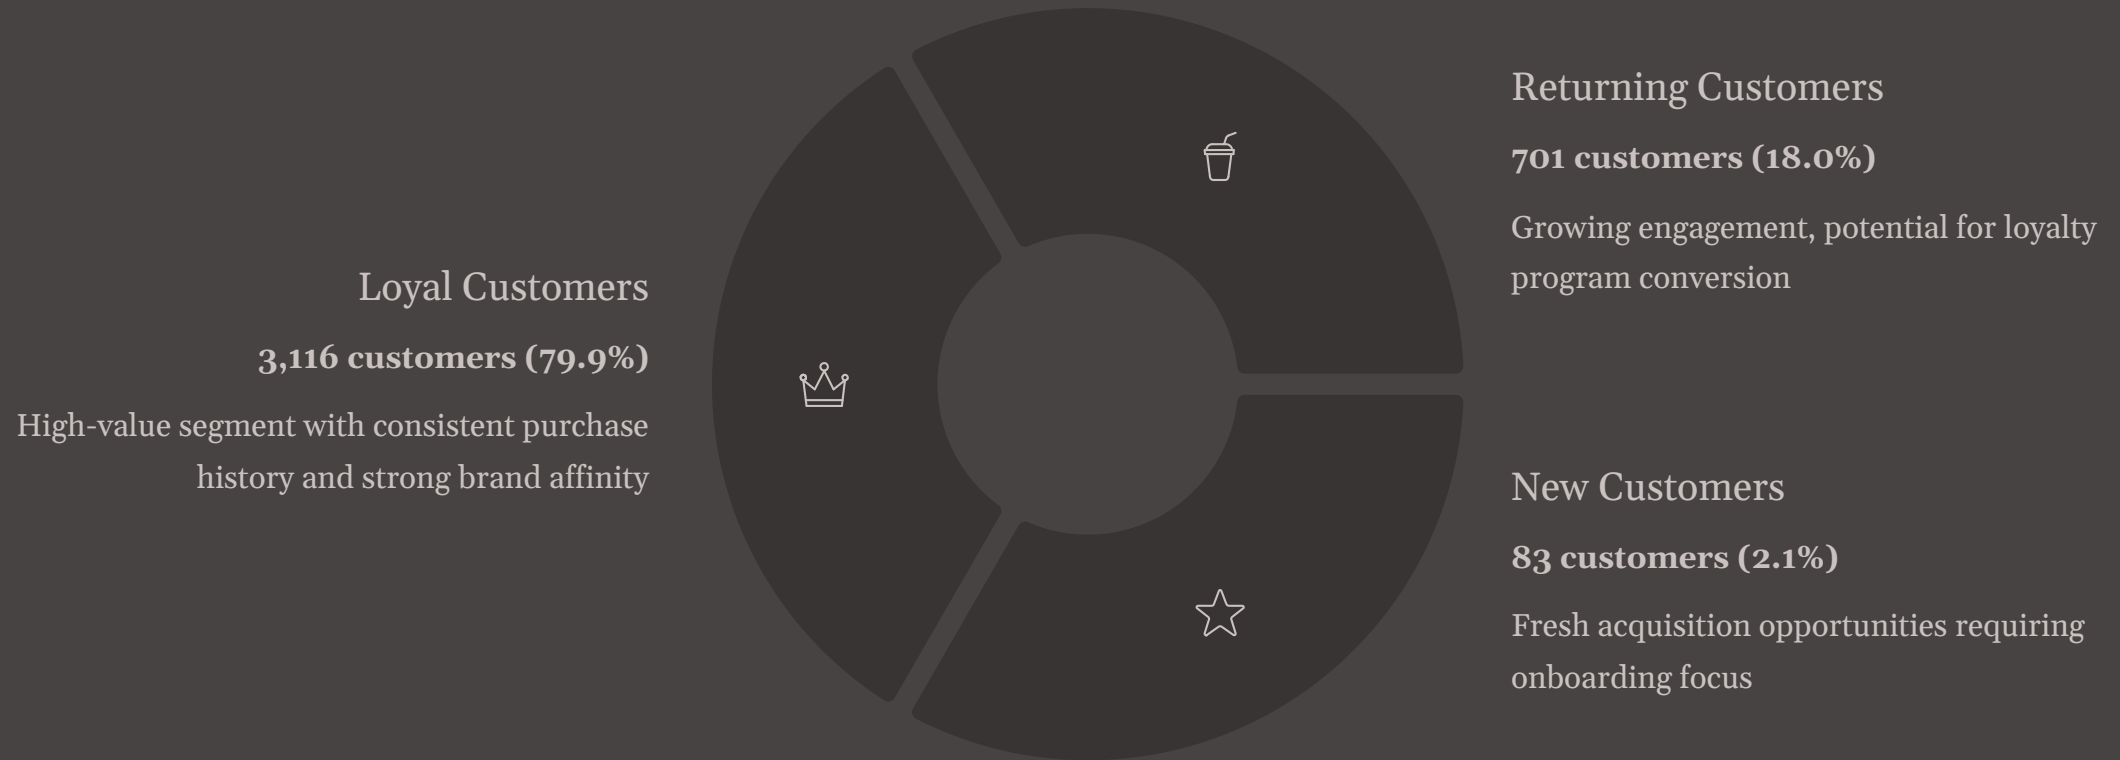 Returning Customers
701 customers (18.0%)
Growing engagement, potential for loyalty
program conversion
Loyal Customers
3,116 customers (79.9%)
High-value segment with consistent purchase
history and strong brand affinity
New Customers
83 customers (2.1%)
Fresh acquisition opportunities requiring
onboarding focus